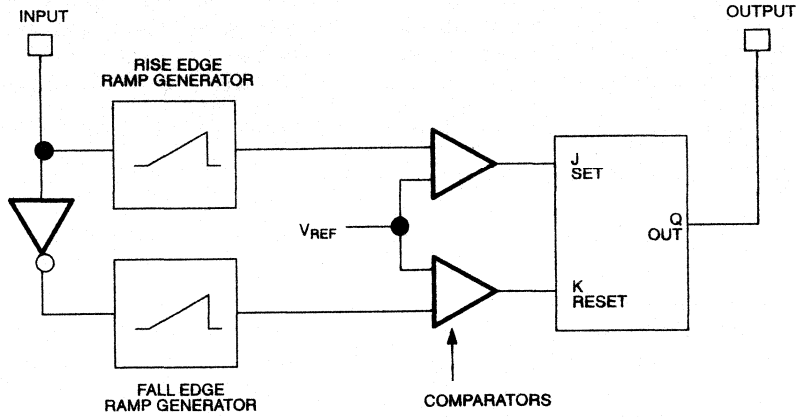 INPUT
OUTPUT
RISE EDGE
RAMP GENERATOR
J
SET
VREF
Q
OUT
K
RESET
FALL EDGE
RAMP GENERATOR
COMPARATORS